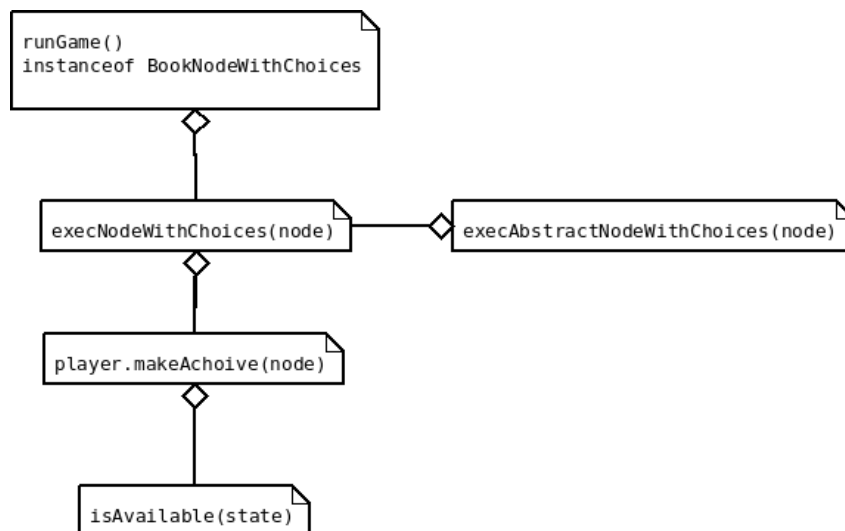 runGame()
instanceof BookNodeWithChoices
execNodeWithChoices(node)
execAbstractNodeWithChoices(node)
player.makeAchoive(node)
isAvailable(state)